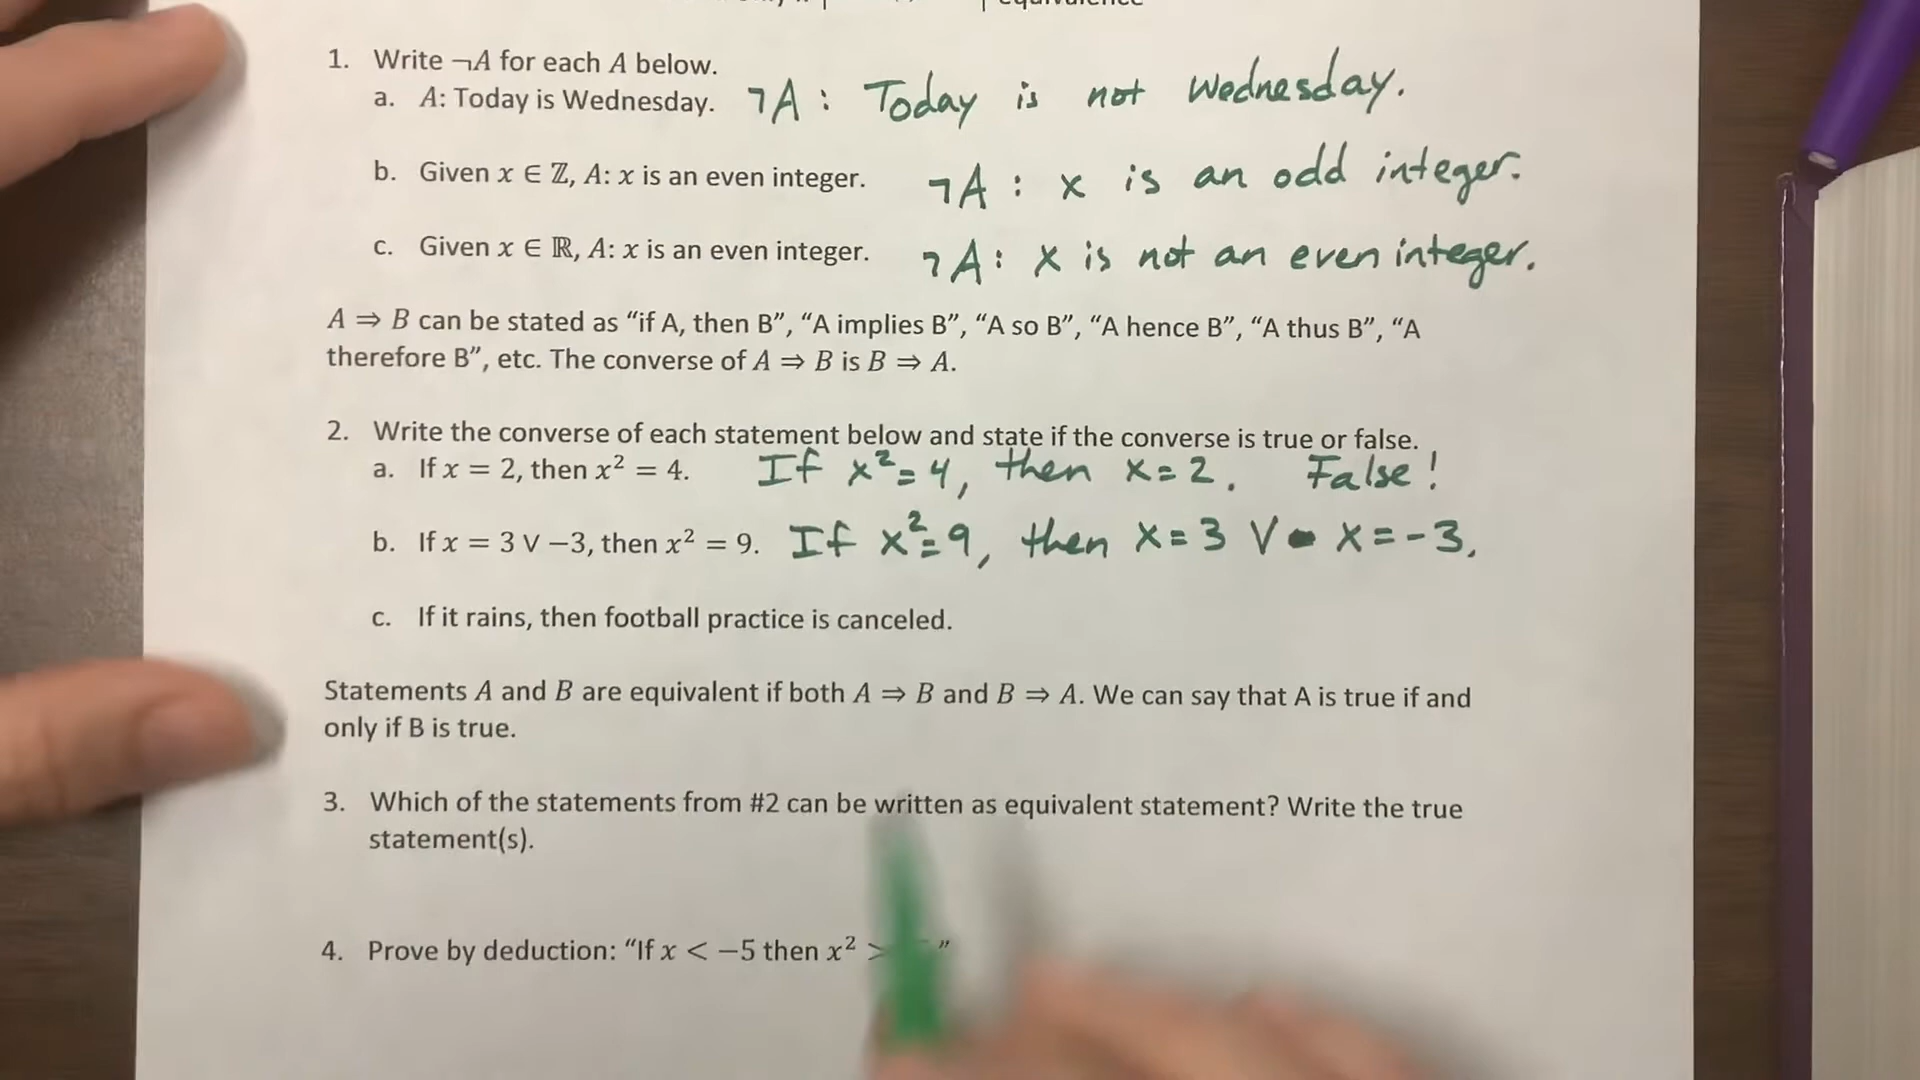 1. Write ¬A for each A below.
a. A: Today is Wednesday. ¬A : Today is not Wednesday.
b. Given x ∈ ℤ, A: x is an even integer. ¬A : x is an odd integer.
c. Given x ∈ ℝ, A: x is an even integer. ¬A: x is not an even integer.
A ⇒ B can be stated as “if A, then B”, “A implies B”, “A so B”, “A hence B”, “A thus B”, “A
therefore B”, etc. The converse of A ⇒ B is B ⇒ A.
2. Write the converse of each statement below and state if the converse is true or false.
a. If x = 2, then x² = 4. If x² = 4, then x = 2. False!
b. If x = 3 ∨ −3, then x² = 9. If x² = 9, then x = 3 ∨ x = -3.
c. If it rains, then football practice is canceled.
Statements A and B are equivalent if both A ⇒ B and B ⇒ A. We can say that A is true if and
only if B is true.
3. Which of the statements from #2 can be written as equivalent statement? Write the true
statement(s).
4. Prove by deduction: “If x < −5 then x² > ”